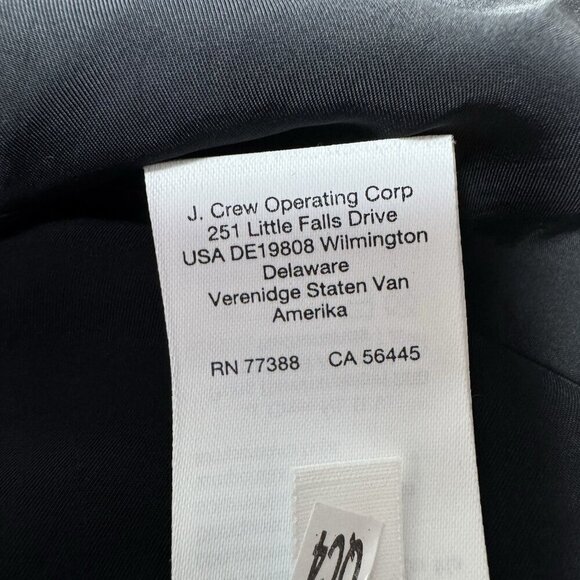 J. Crew Operating Corp
251 Little Falls Drive
USA DE19808 Wilmington
Delaware
Verenidge Staten Van
Amerika
RN 77388 CA 56445